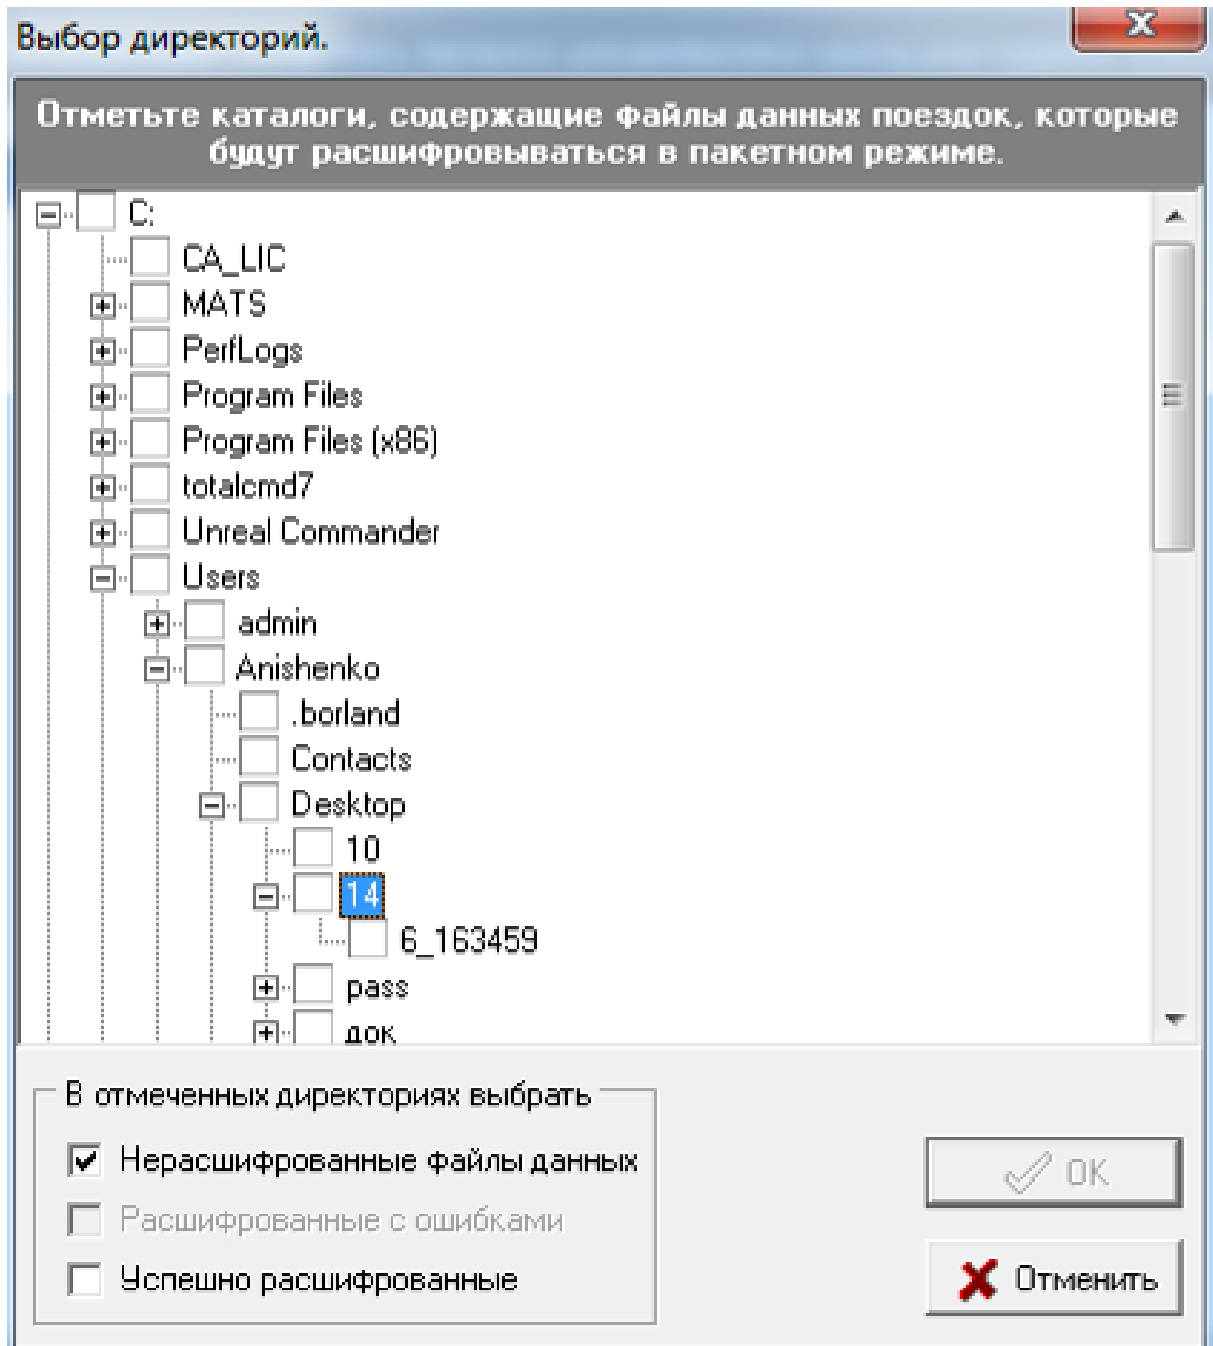 Выбор директорий.
Отметьте каталоги, содержащие файлы данных поездок, которые
будут расшифровываться в пакетном режиме.
C:
CA_LIC
MATS
PerfLogs
Program Files
Program Files (x86)
totalcmd7
Unreal Commander
Users
admin
Anishenko
.borland
Contacts
Desktop
10
14
6_163459
pass
док
В отмеченных директориях выбрать
Нерасшифрованные файлы данных
Расшифрованные с ошибками
Успешно расшифрованные
OK
Отменить